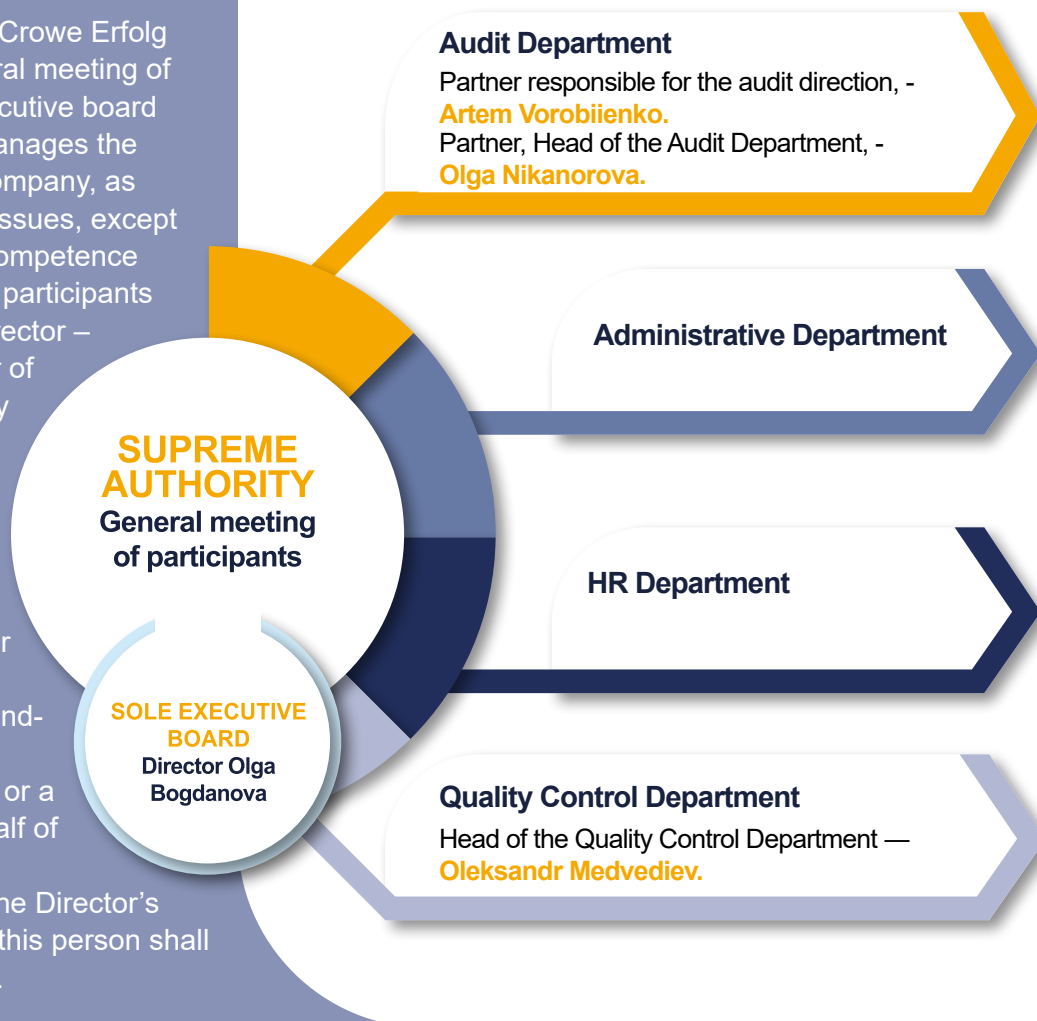 Crowe Erfolg
ral meeting of
cutive board
anages the
ompany, as
issues, except
ompetence
participants
ector –
of
y
r
nd-
or a
alf of
ne Director's
this person shall
SUPREME
AUTHORITY
General meeting
of participants
SOLE EXECUTIVE
BOARD
Director Olga
Bogdanova
Audit Department
Partner responsible for the audit direction, -
Artem Vorobiienko.
Partner, Head of the Audit Department, -
Olga Nikanorova.
Administrative Department
HR Department
Quality Control Department
Head of the Quality Control Department —
Oleksandr Medvediev.